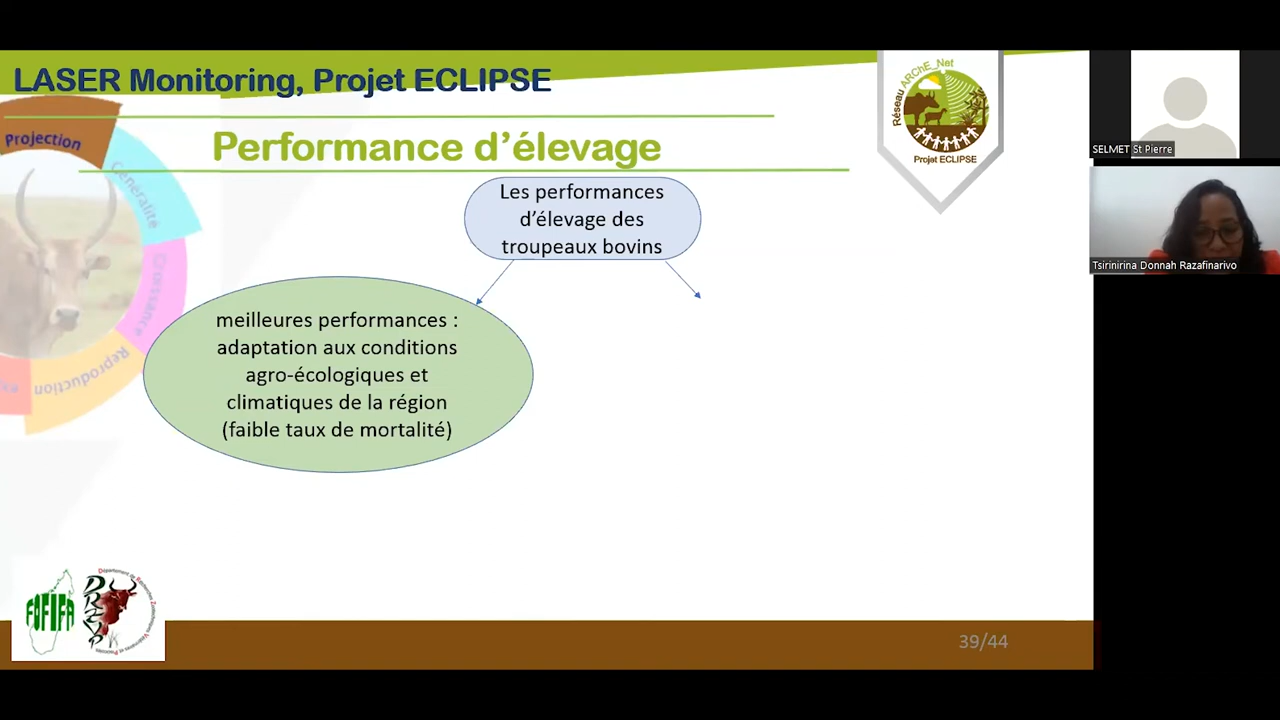 LASER Monitoring, Projet ECLIPSE
Performance d’élevage
Projection
Généralité
Croissance
Reproduction
Réseau ARChE_Net
Projet ECLIPSE
SELMET St Pierre
Tsirinirina Donnah Razafinarivo
Les performances
d’élevage des
troupeaux bovins
meilleures performances :
adaptation aux conditions
agro-écologiques et
climatiques de la région
(faible taux de mortalité)
FOFIFA
DRZVP
39/44